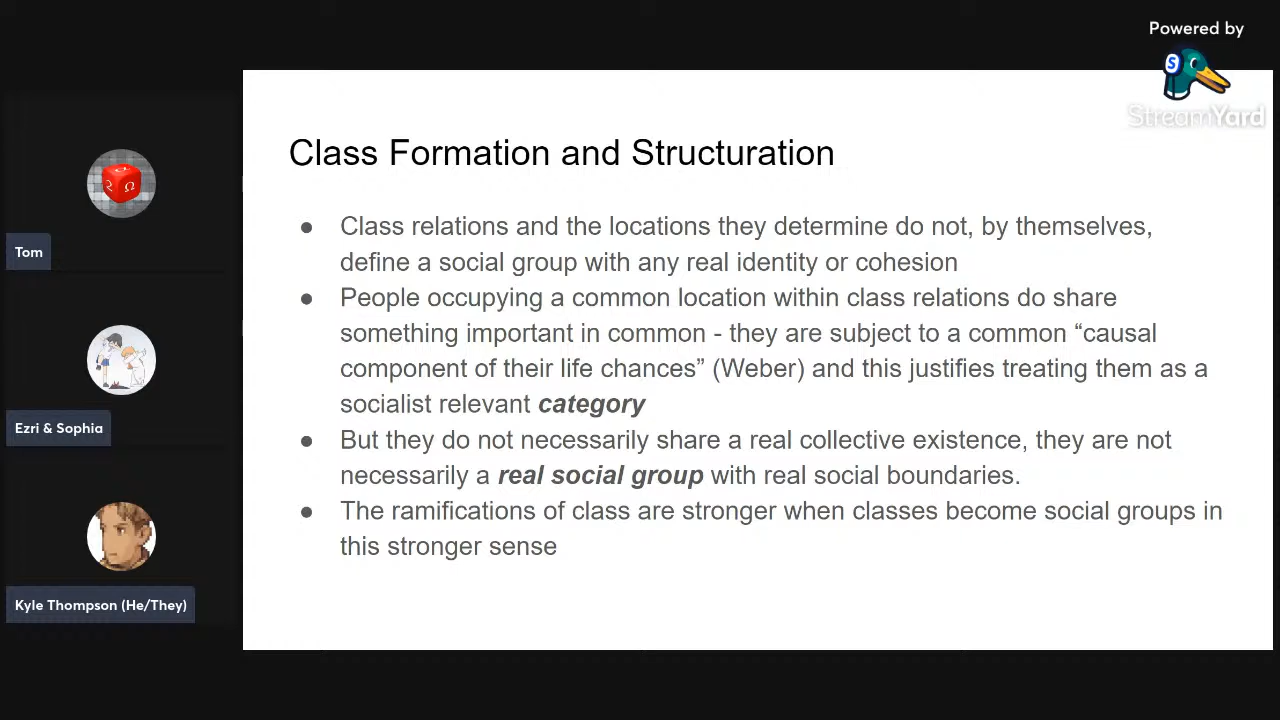 Powered by
StreamYard
Tom
Ezri & Sophia
Kyle Thompson (He/They)
Class Formation and Structuration
● Class relations and the locations they determine do not, by themselves,
define a social group with any real identity or cohesion
● People occupying a common location within class relations do share
something important in common - they are subject to a common “causal
component of their life chances” (Weber) and this justifies treating them as a
socialist relevant category
● But they do not necessarily share a real collective existence, they are not
necessarily a real social group with real social boundaries.
● The ramifications of class are stronger when classes become social groups in
this stronger sense